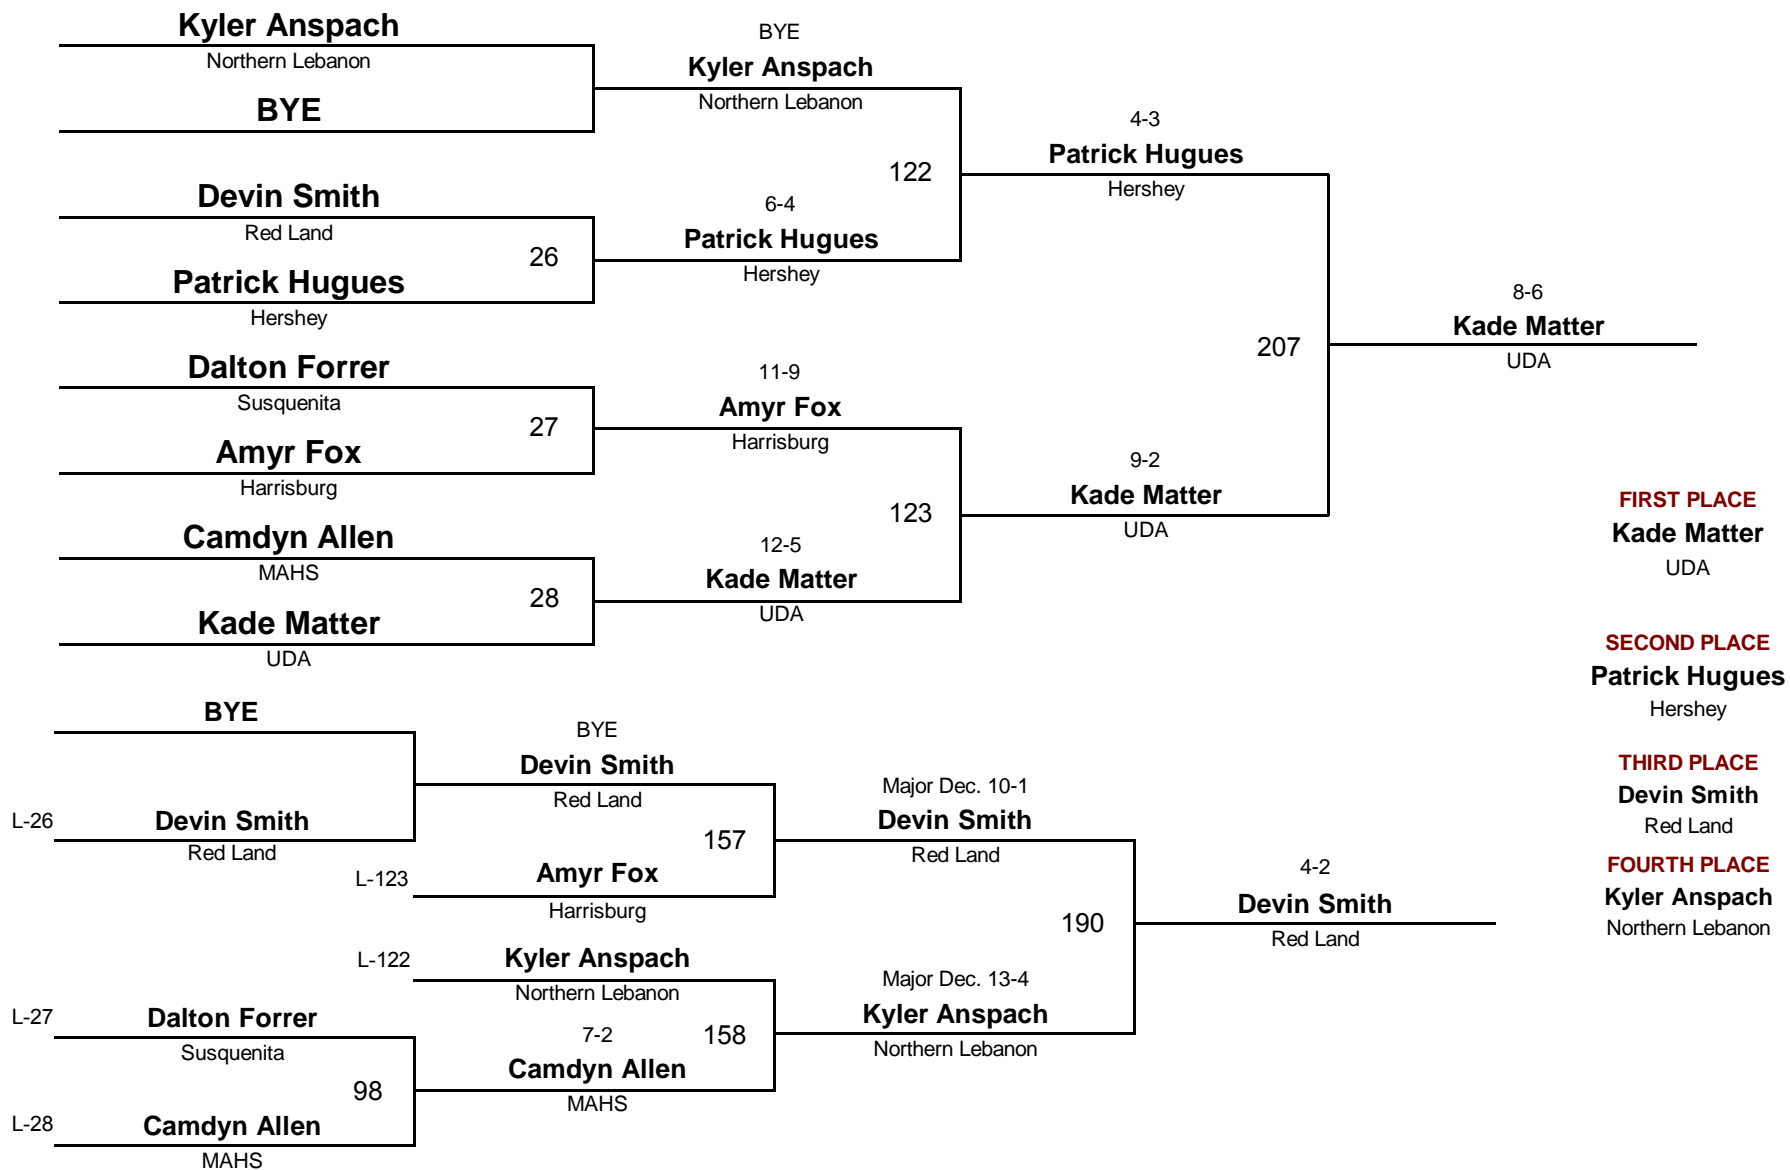 Kyler Anspach
Northern Lebanon
BYE
Devin Smith
Red Land
26
Patrick Hugues
Hershey
Dalton Forrer
Susquenita
27
Amyr Fox
Harrisburg
Camdyn Allen
MAHS
28
Kade Matter
UDA
BYE
Kyler Anspach
Northern Lebanon
122
6-4
Patrick Hugues
Hershey
11-9
Amyr Fox
Harrisburg
123
12-5
Kade Matter
UDA
4-3
Patrick Hugues
Hershey
207
9-2
Kade Matter
UDA
8-6
Kade Matter
UDA
FIRST PLACE
Kade Matter
UDA
SECOND PLACE
Patrick Hugues
Hershey
THIRD PLACE
Devin Smith
Red Land
FOURTH PLACE
Kyler Anspach
Northern Lebanon
BYE
L-26
Devin Smith
Red Land
L-27
Dalton Forrer
Susquenita
98
L-28
Camdyn Allen
MAHS
BYE
Devin Smith
Red Land
157
L-123
Amyr Fox
Harrisburg
L-122
Kyler Anspach
Northern Lebanon
158
7-2
Camdyn Allen
MAHS
Major Dec. 10-1
Devin Smith
Red Land
190
Major Dec. 13-4
Kyler Anspach
Northern Lebanon
4-2
Devin Smith
Red Land